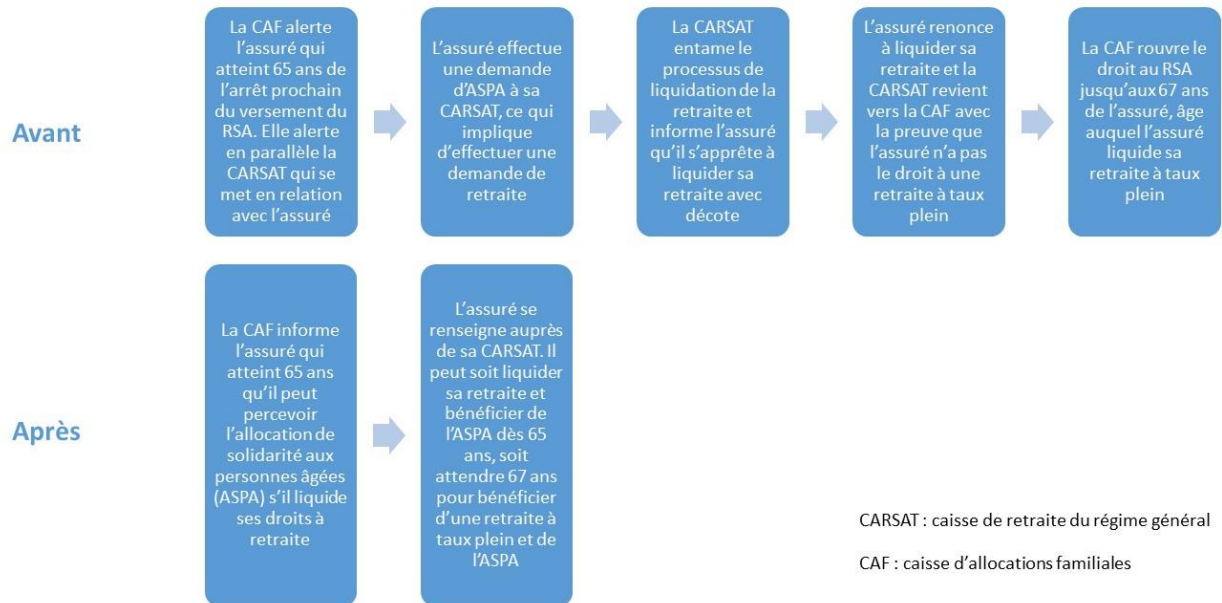 Avant
La CAF alerte
l’assuré qui
atteint 65 ans de
l’arrêt prochain
du versement du
RSA. Elle alerte
en parallèle la
CARSAT qui se
met en relation
avec l’assuré
L’assuré effectue
une demande
d’ASPA à sa
CARSAT, ce qui
implique
d’effectuer une
demande de
retraite
La CARSAT
entame le
processus de
liquidation de la
retraite et
informe l’assuré
qu’il s’apprête à
liquider sa
retraite avec
décote
L’assuré renonce
à liquider sa
retraite et la
CARSAT revient
vers la CAF avec
la preuve que
l’assuré n’a pas
le droit à une
retraite à taux
plein
La CAF rouvre le
droit au RSA
jusqu’aux 67 ans
de l’assuré, âge
auquel l’assuré
liquide sa
retraite à taux
plein
Après
La CAF informe
l’assuré qui
atteint 65 ans
qu’il peut
percevoir
l’allocation de
solidarité aux
personnes âgées
(ASPA) s’il liquide
ses droits à
retraite
L’assuré se
renseigne auprès
de sa CARSAT. Il
peut soit liquider
sa retraite et
bénéficier de
l’ASPA dès 65
ans, soit
attendre 67 ans
pour bénéficier
d’une retraite à
taux plein et de
l’ASPA
CARSAT : caisse de retraite du régime général
CAF : caisse d’allocations familiales